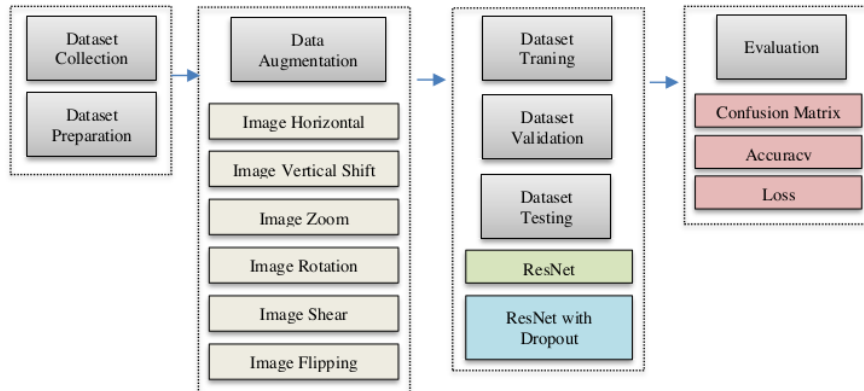 Dataset
Collection
Dataset
Preparation
Data
Augmentation
Image Horizontal
Image Vertical Shift
Image Zoom
Image Rotation
Image Shear
Image Flipping
Dataset
Traning
Dataset
Validation
Dataset
Testing
ResNet
ResNet with
Dropout
Evaluation
Confusion Matrix
Accuracy
Loss